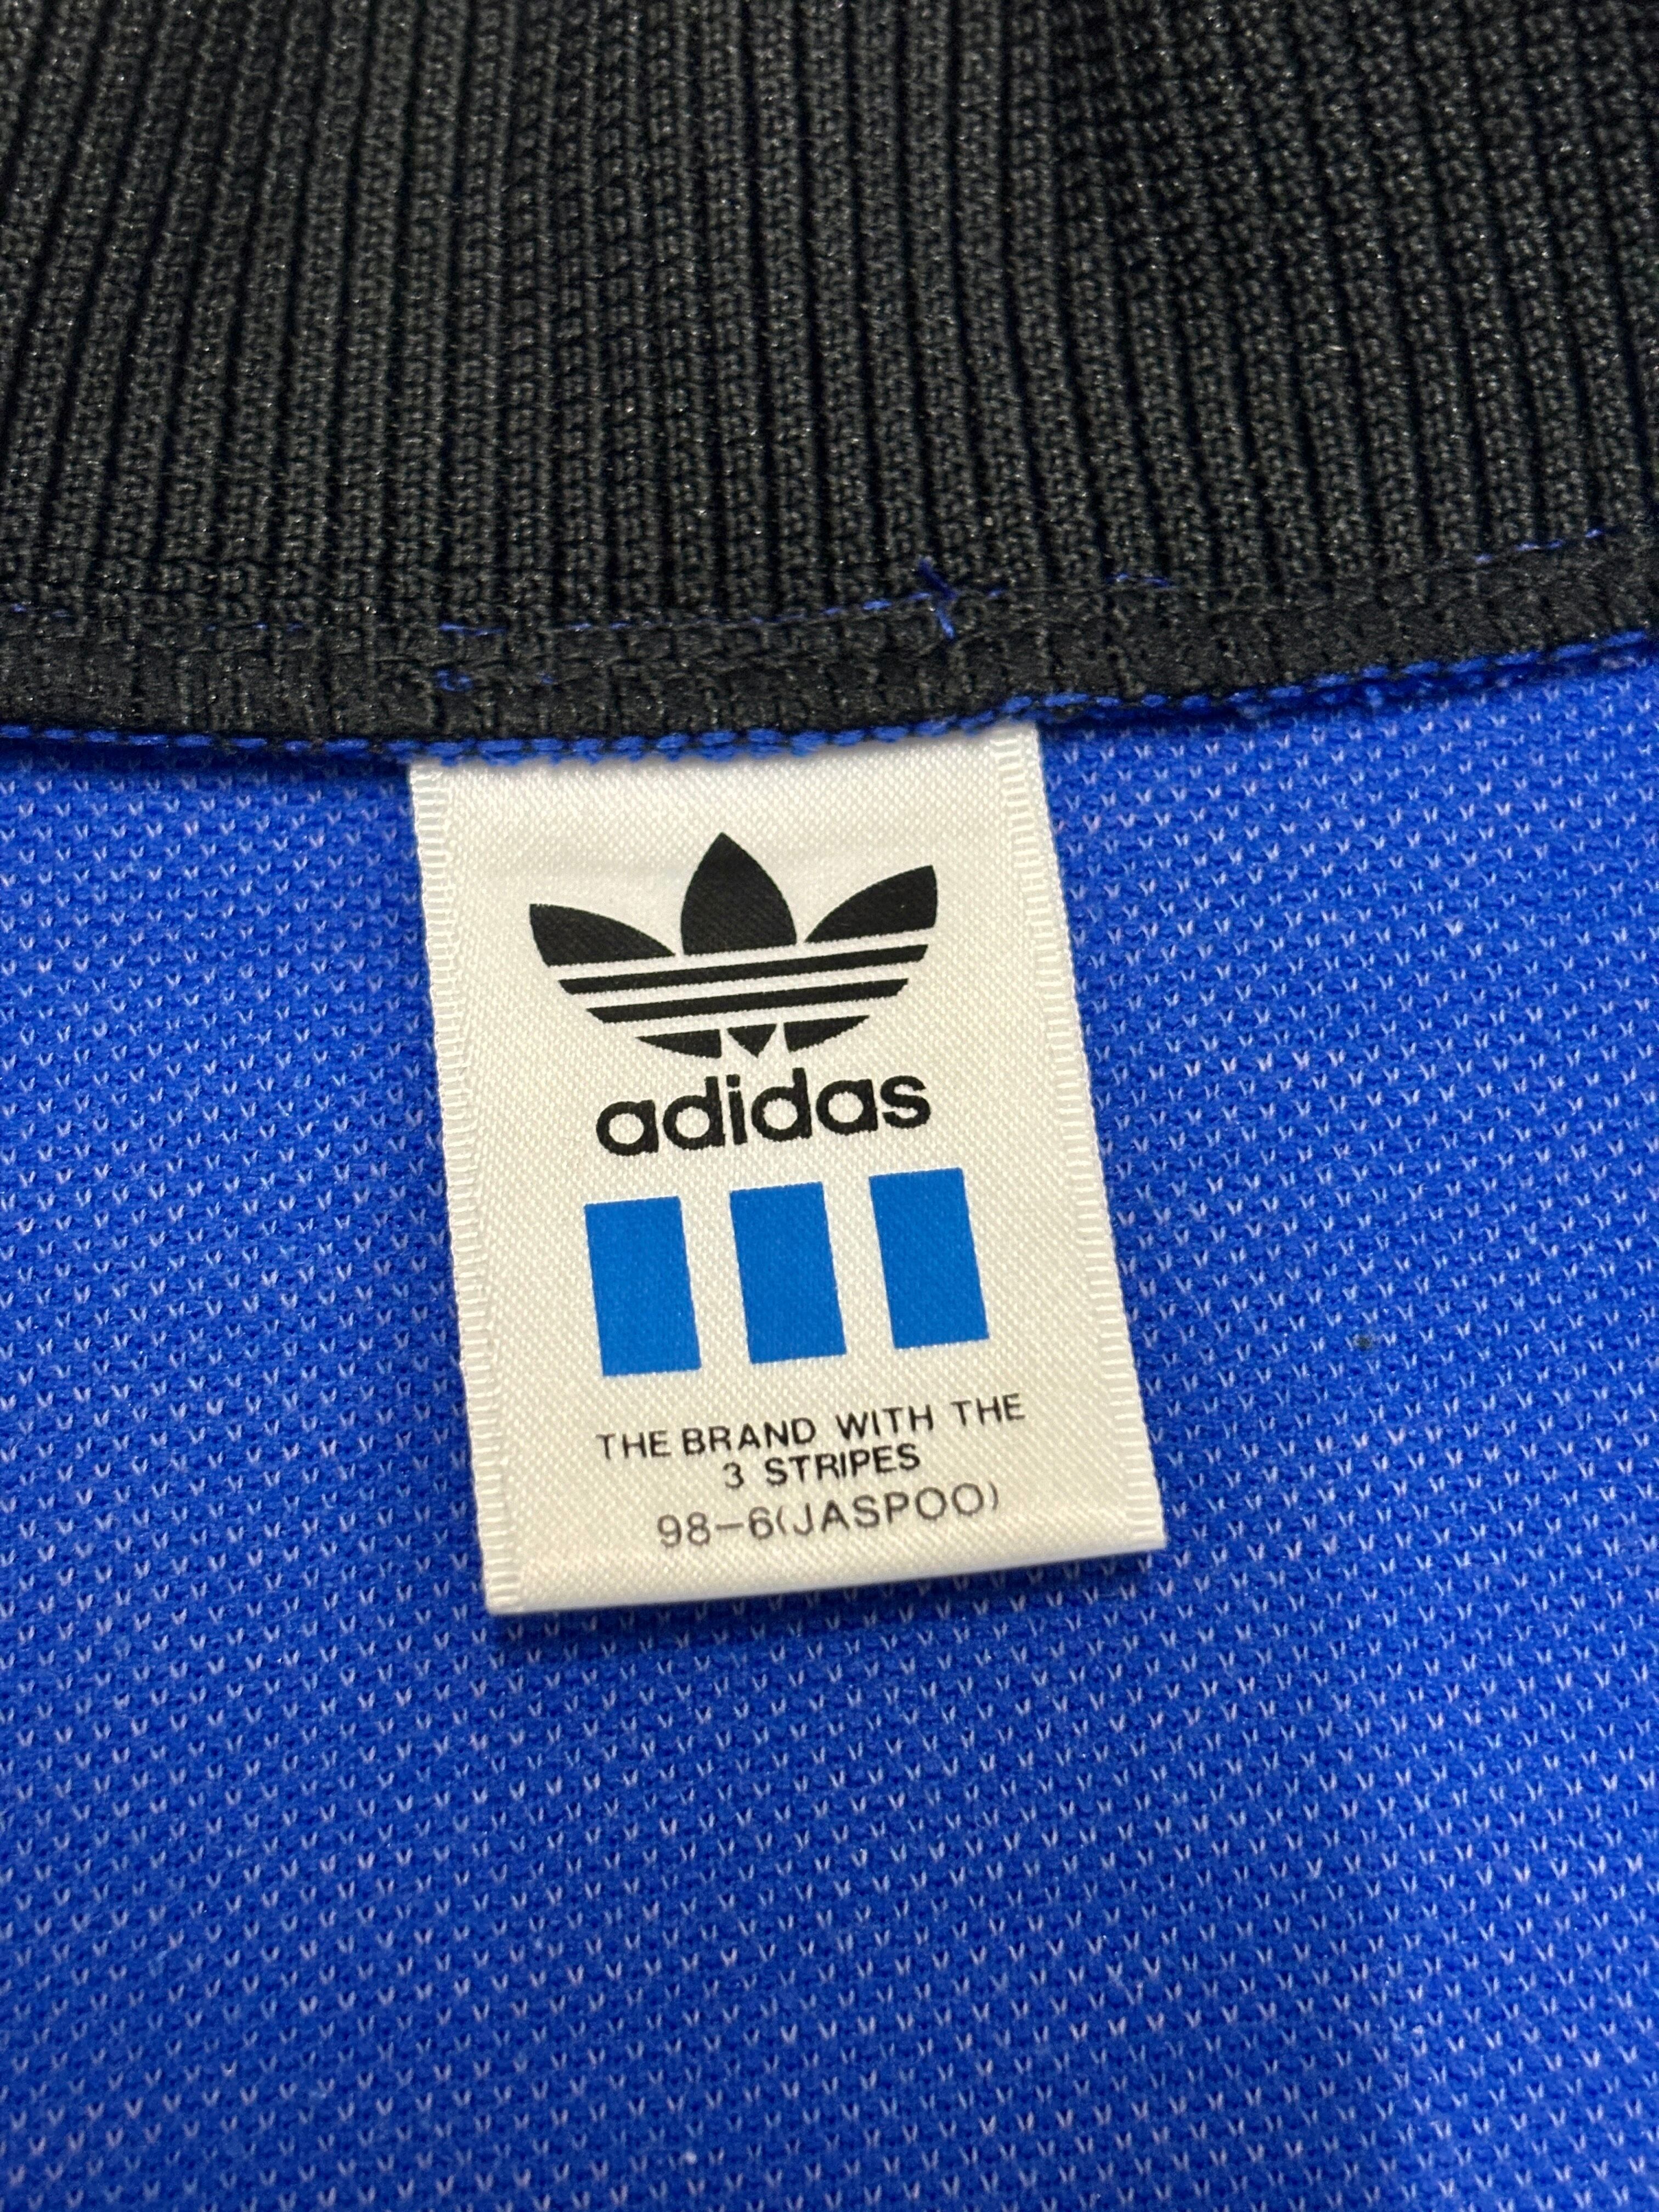 adidas
THE BRAND WITH THE
3 STRIPES
98-6(JASPOO)